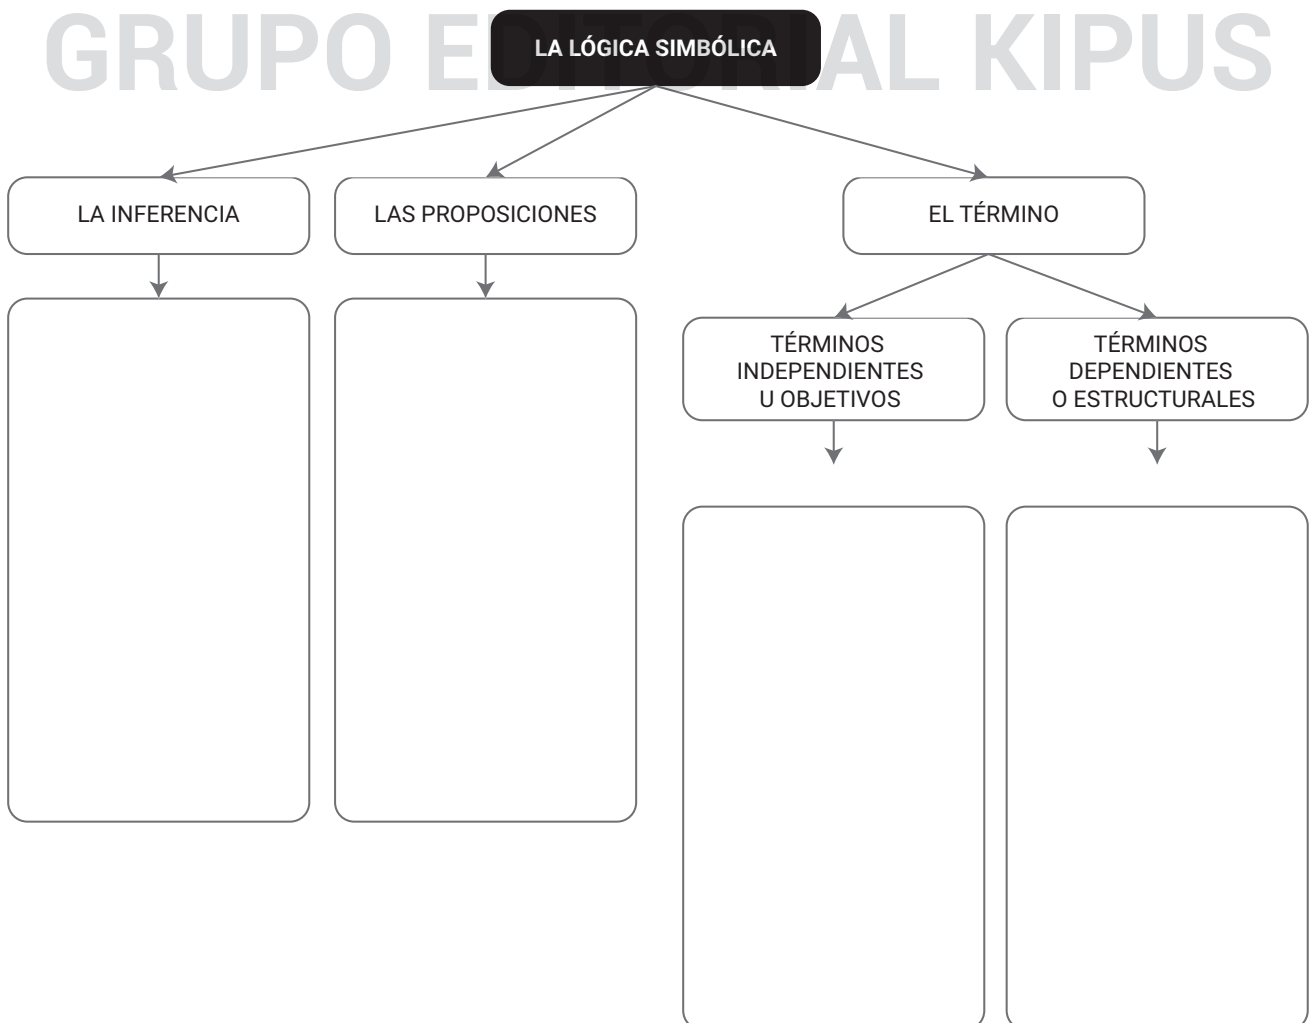 GRUPO EDITORIAL KIPUS
LA LÓGICA SIMBÓLICA
LA INFERENCIA
LAS PROPOSICIONES
EL TÉRMINO
TÉRMINOS
INDEPENDIENTES
U OBJETIVOS
TÉRMINOS
DEPENDIENTES
O ESTRUCTURALES